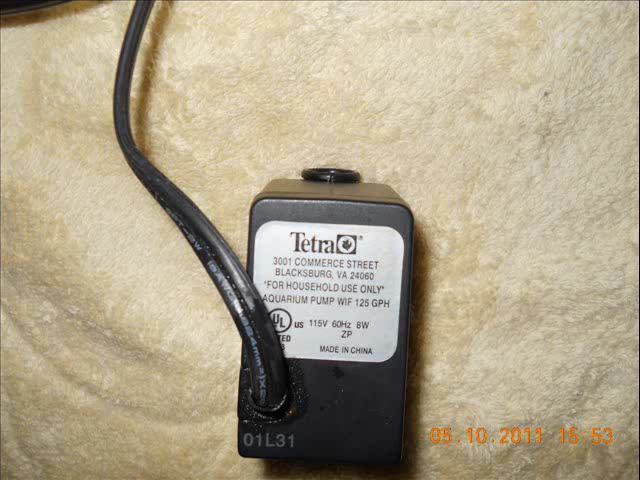 Tetra®
3001 COMMERCE STREET
BLACKSBURG, VA 24060
"FOR HOUSEHOLD USE ONLY"
AQUARIUM PUMP WIF 125 GPH
UL US 115V 60Hz 8W
ZP
MADE IN CHINA
01L31
05.10.2011 15:53